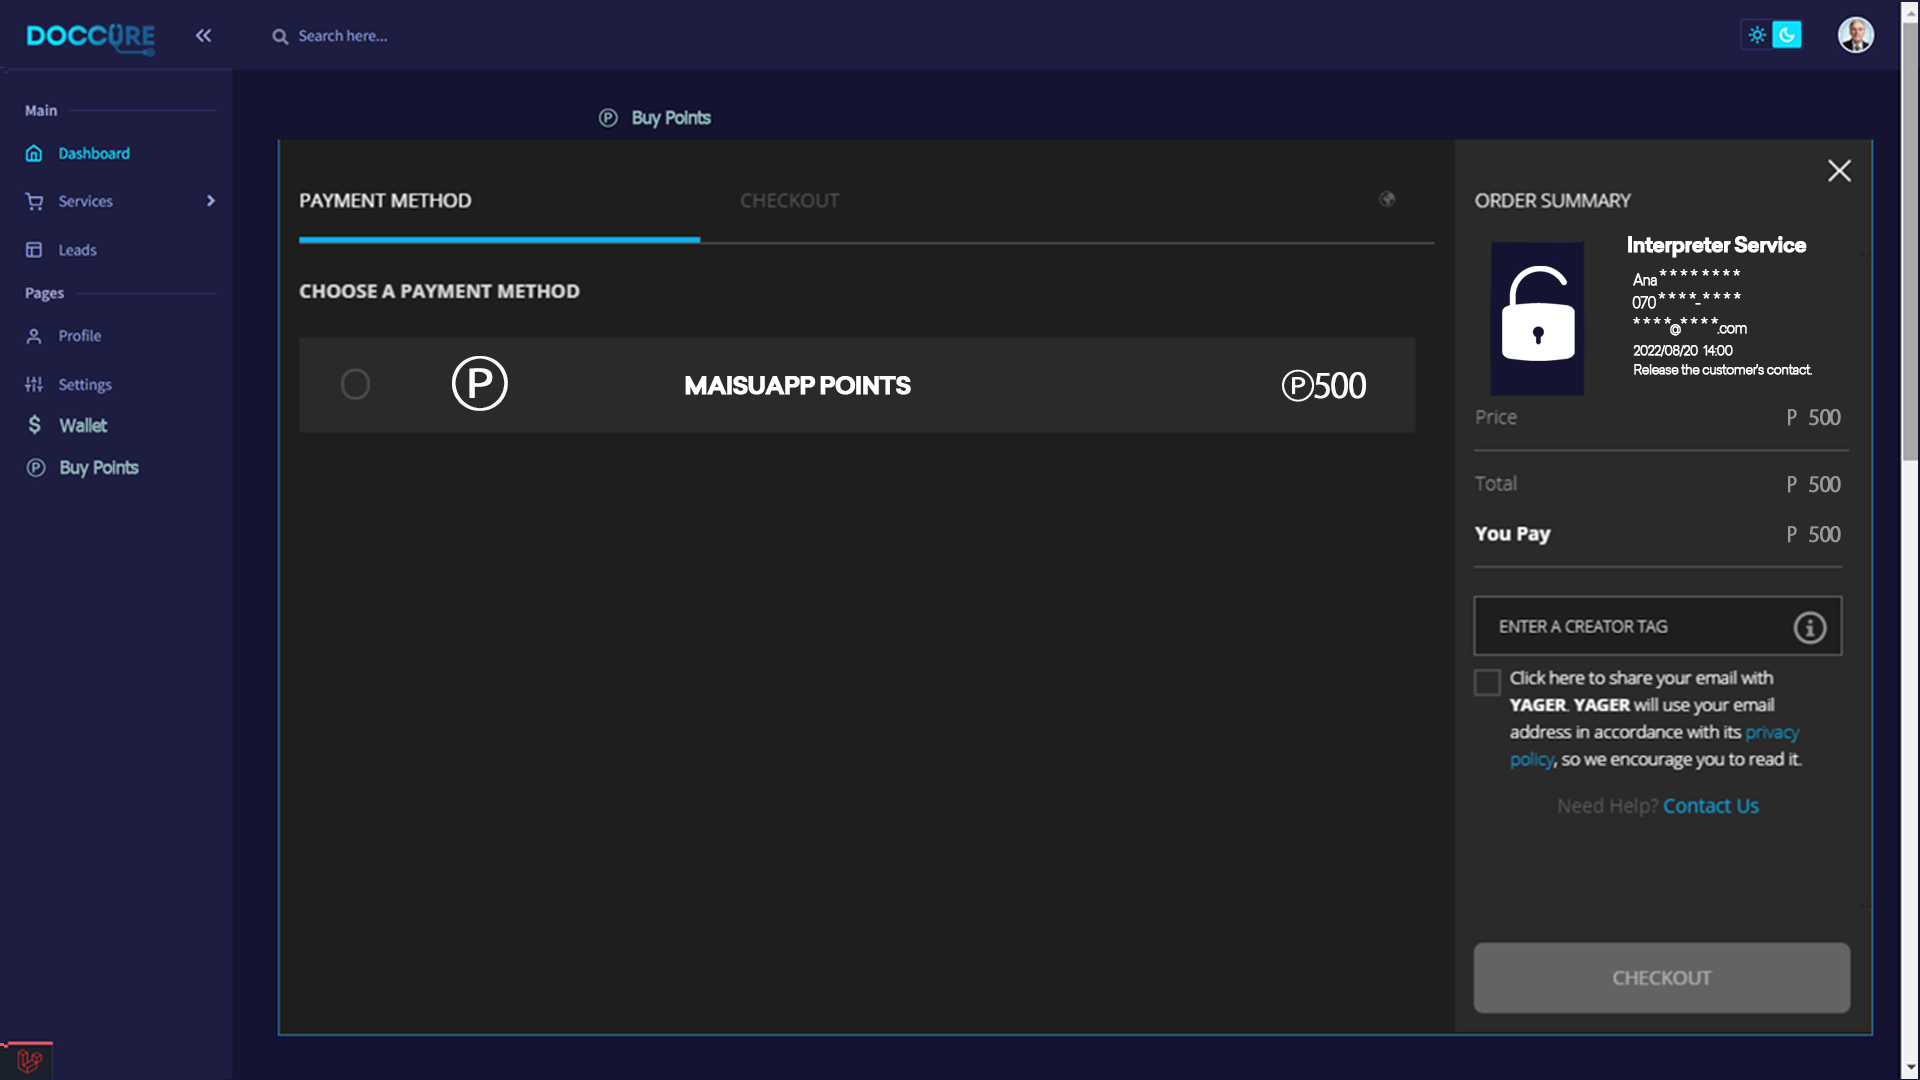 DOCCURE
Search here...
Main
Dashboard
Services
Leads
Pages
Profile
Settings
$ Wallet
Ⓟ Buy Points
Ⓟ Buy Points
PAYMENT METHOD
CHECKOUT
CHOOSE A PAYMENT METHOD
Ⓟ MAISUAPP POINTS Ⓟ500
ORDER SUMMARY
Interpreter Service
Ana********
070****-****
****@****.com
2022/08/20 14:00
Release the customer's contact.
Price P 500
Total P 500
You Pay P 500
ENTER A CREATOR TAG
Click here to share your email with
YAGER. YAGER will use your email
address in accordance with its privacy
policy, so we encourage you to read it.
Need Help? Contact Us
CHECKOUT